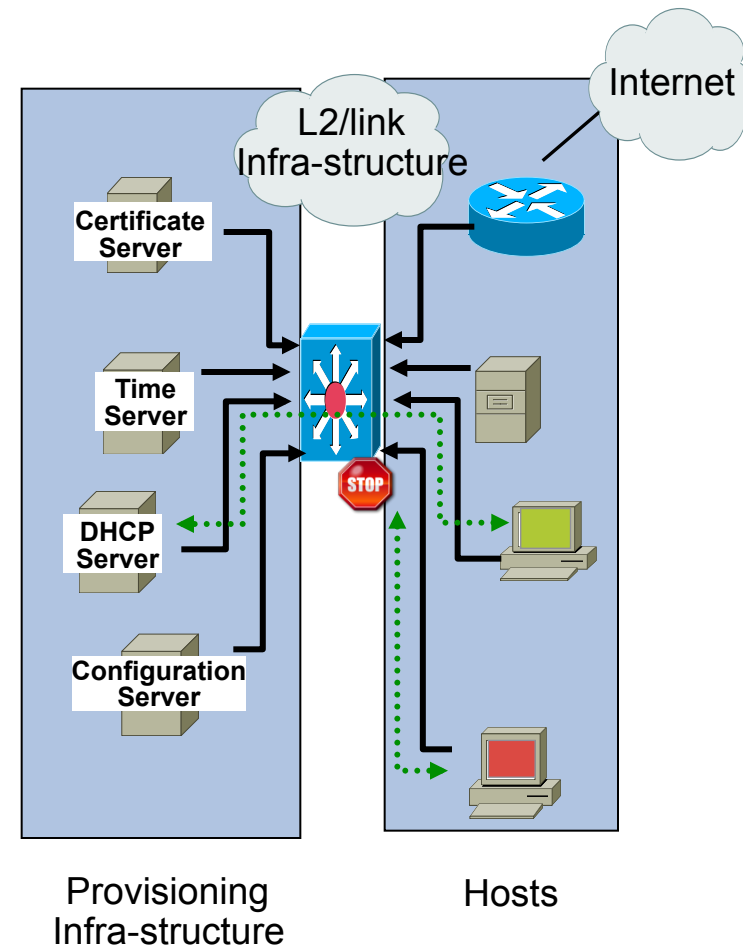 Internet
L2/link
Infra-structure
Certificate
Server
Time
Server
STOP
DHCP
Server
Configuration
Server
Provisioning
Infra-structure
Hosts